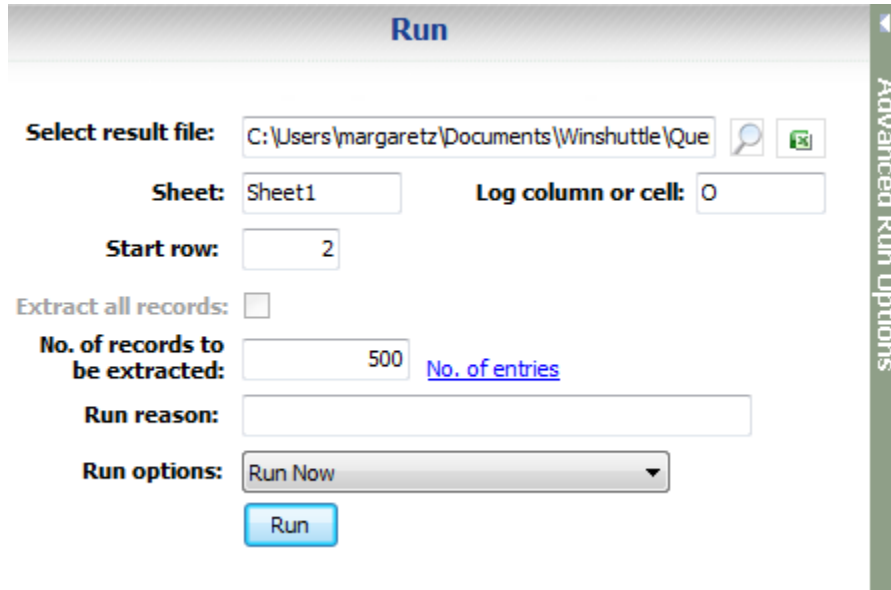 Run
Select result file: C:\Users\margaretz\Documents\Winshuttle\Que
Sheet: Sheet1 Log column or cell: O
Start row: 2
Extract all records:
No. of records to
be extracted: 500 No. of entries
Run reason:
Run options: Run Now
Run
Advanced Run Options